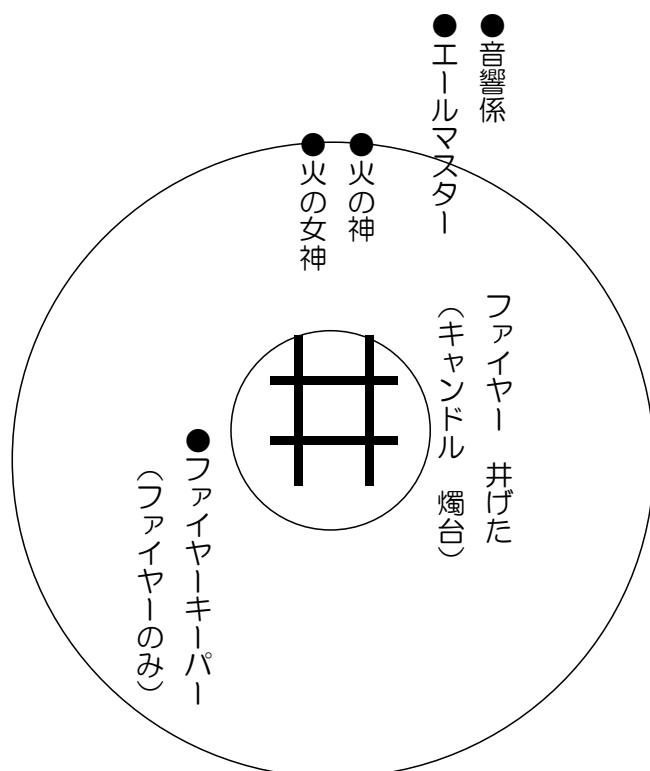 ●音響係
●エールマスター
●火の神
●火の女神
ファイヤー　井げた
（キャンドル　燭台）
●ファイヤーキーパー
（ファイヤーのみ）